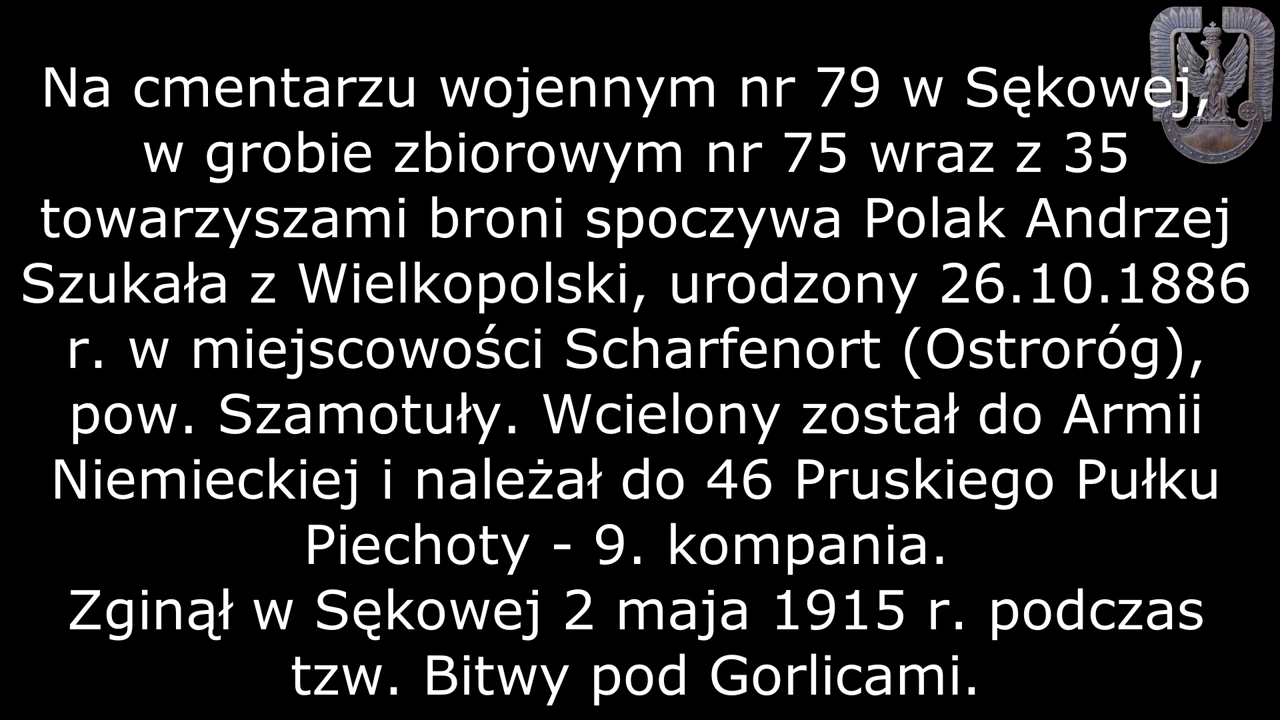 Na cmentarzu wojennym nr 79 w Sękowej,
w grobie zbiorowym nr 75 wraz z 35
towarzyszami broni spoczywa Polak Andrzej
Szukała z Wielkopolski, urodzony 26.10.1886
r. w miejscowości Scharfenort (Ostroróg),
pow. Szamotuły. Wcielony został do Armii
Niemieckiej i należał do 46 Pruskiego Pułku
Piechoty - 9. kompania.
Zginął w Sękowej 2 maja 1915 r. podczas
tzw. Bitwy pod Gorlicami.